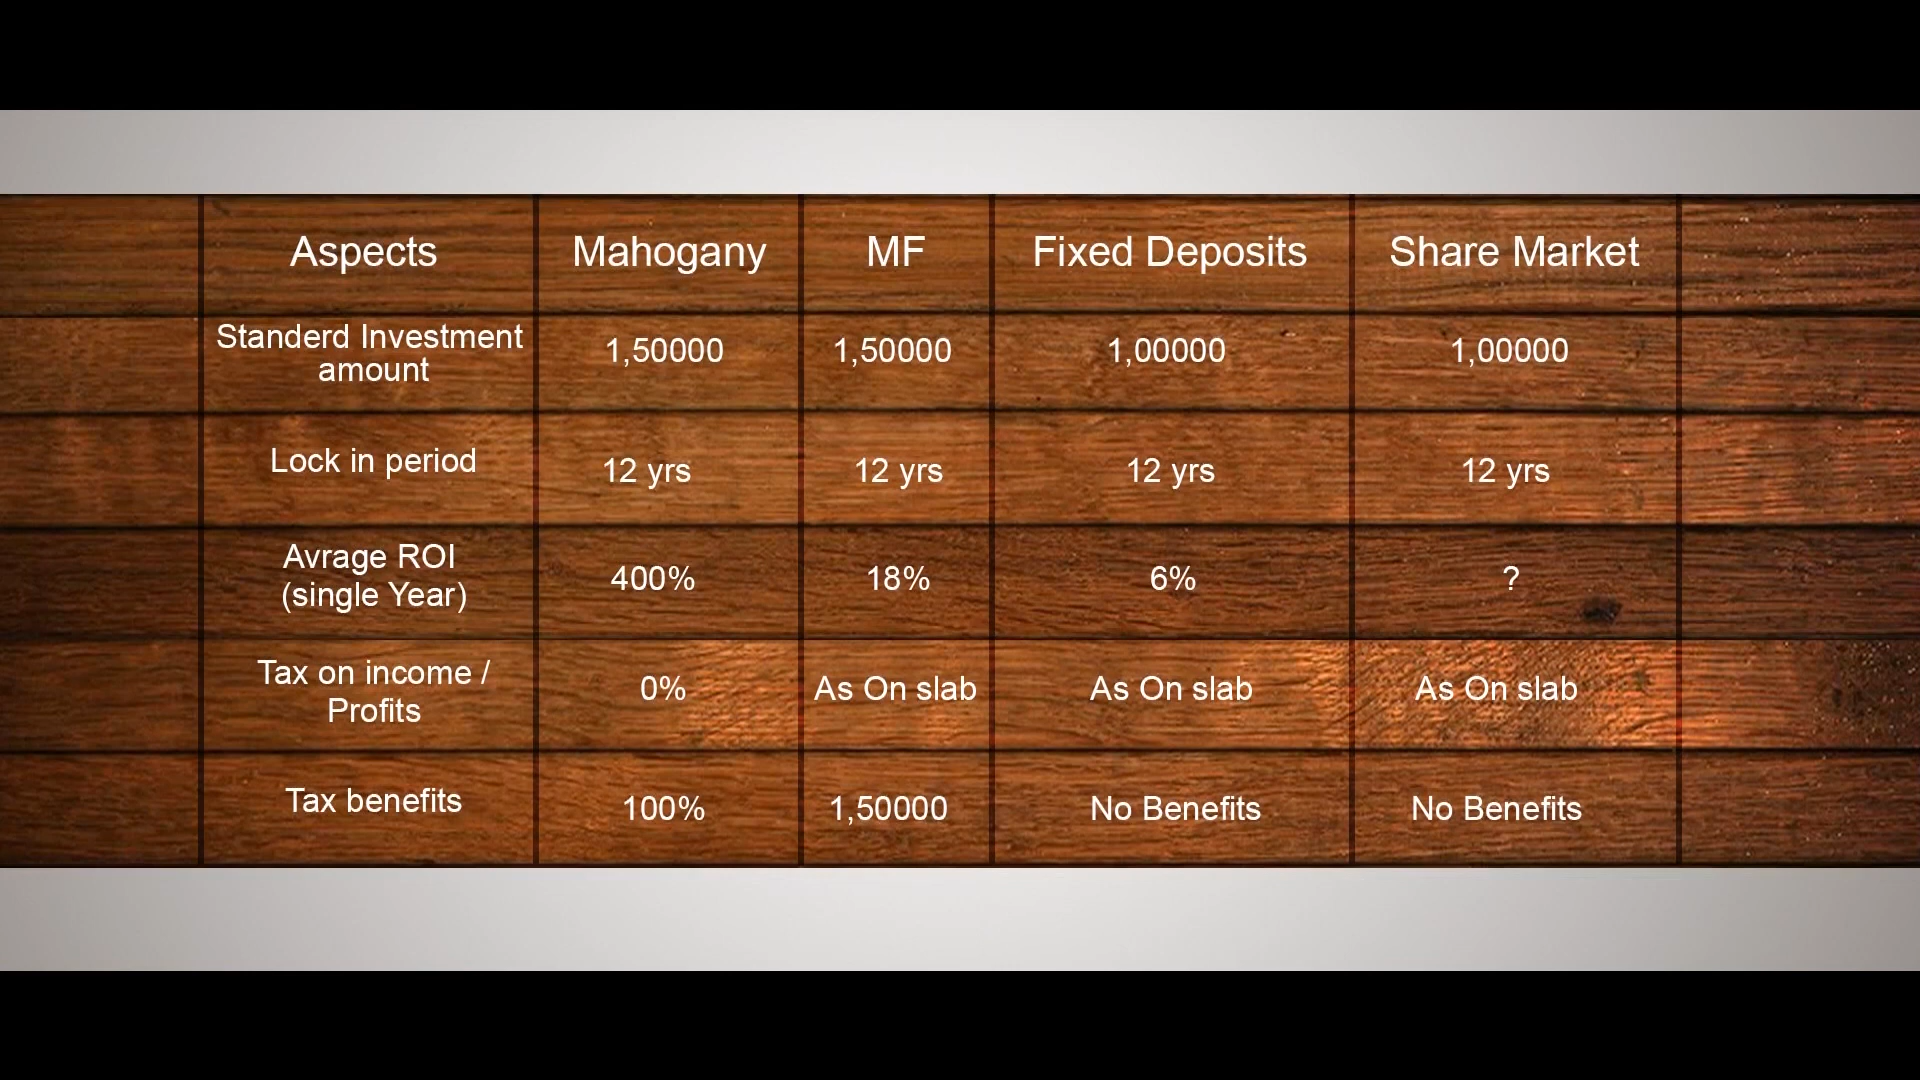 Aspects Mahogany MF Fixed Deposits Share Market
Standerd Investment
amount
1,50000 1,50000 1,00000 1,00000
Lock in period
12 yrs 12 yrs 12 yrs 12 yrs
Avrage ROI
(single Year)
400% 18% 6% ?
Tax on income /
Profits
0% As On slab As On slab As On slab
Tax benefits
100% 1,50000 No Benefits No Benefits